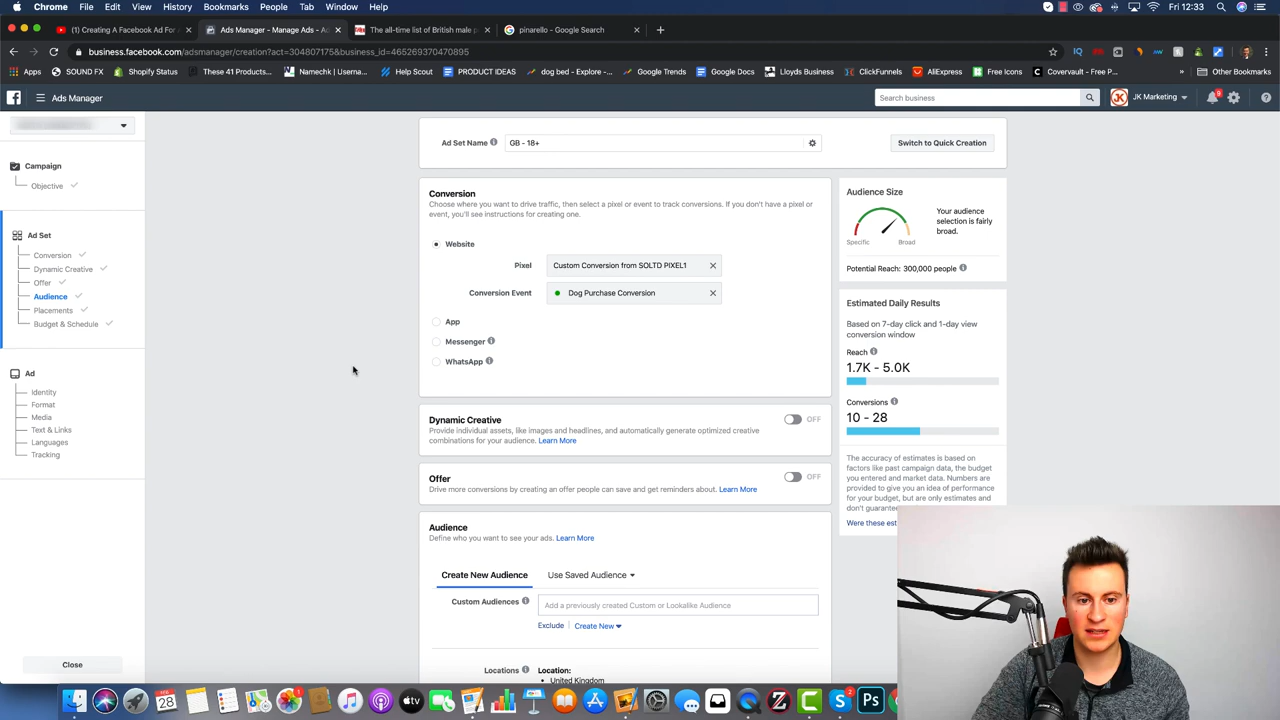 Chrome File Edit View History Bookmarks People Tab Window Help
Fri 12:33
(1) Creating A Facebook Ad For
Ads Manager - Manage Ads -
The all-time list of British male p
pinarello - Google Search
business.facebook.com/adsmanager/creation?act=304807175&business_id=465269370470895
Apps SOUND FX Shopify Status These 41 Products... Namechk | Userna... Help Scout PRODUCT IDEAS dog bed - Explore -... Google Trends Google Docs Lloyds Business ClickFunnels AliExpress Free Icons Covervault - Free P... » Other Bookmarks
Ads Manager
Search business
JK Marketing
9
Campaign
Objective
Ad Set
Conversion
Dynamic Creative
Offer
Audience
Placements
Budget & Schedule
Ad
Identity
Format
Media
Text & Links
Languages
Tracking
Close
Ad Set Name
GB - 18+
Switch to Quick Creation
Conversion
Choose where you want to drive traffic, then select a pixel or event to track conversions. If you don't have a pixel or
event, you'll see instructions for creating one.
Website
Pixel
Custom Conversion from SOLTD PIXEL1
Conversion Event
Dog Purchase Conversion
App
Messenger
WhatsApp
Dynamic Creative
OFF
Provide individual assets, like images and headlines, and automatically generate optimized creative
combinations for your audience. Learn More
Offer
OFF
Drive more conversions by creating an offer people can save and get reminders about. Learn More
Audience
Define who you want to see your ads. Learn More
Create New Audience
Use Saved Audience
Custom Audiences
Add a previously created Custom or Lookalike Audience
Exclude
Create New
Locations
Location:
United Kingdom
Audience Size
Your audience
selection is fairly
broad.
Specific
Broad
Potential Reach: 300,000 people
Estimated Daily Results
Based on 7-day click and 1-day view
conversion window
Reach
1.7K - 5.0K
Conversions
10 - 28
The accuracy of estimates is based on
factors like past campaign data, the budget
you entered and market data. Numbers are
provided to give you an idea of performance
for your budget, but are only estimates and
don't guarante
Were these est
28
1
2
Ps